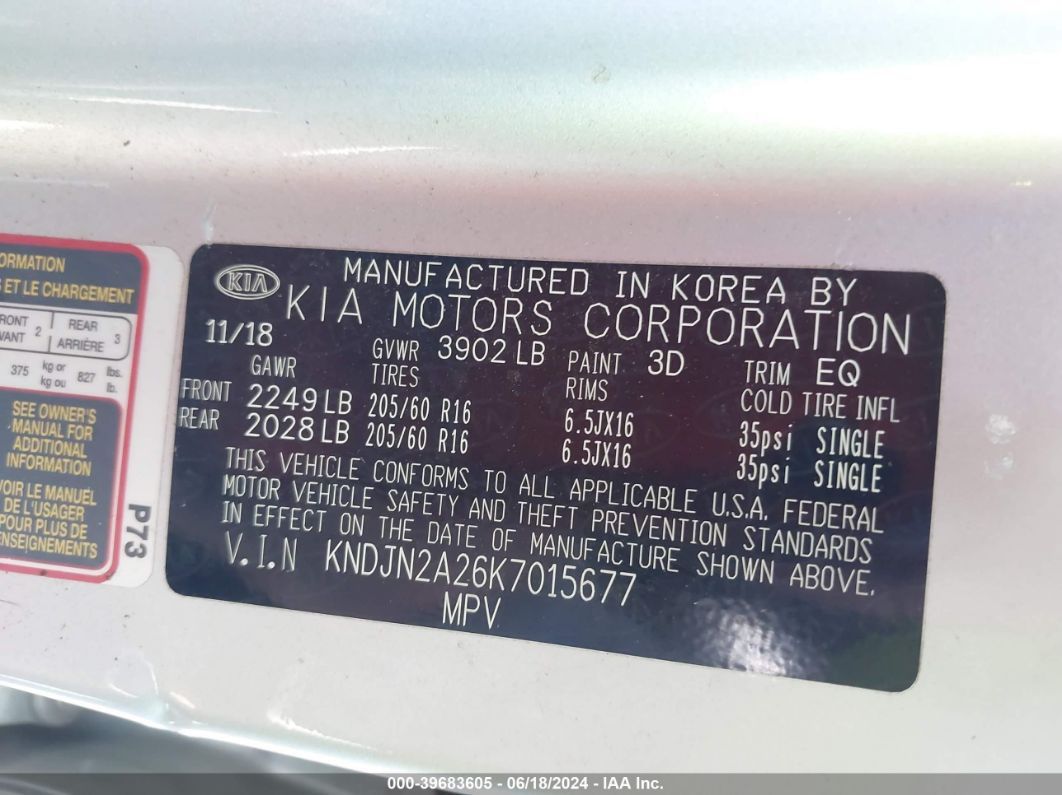 ORMATION
S ET LE CHARGEMENT
FRONT 2 REAR 3
VANT ARRIÈRE
375 kg or 827 lbs.
kg ou lb.
SEE OWNER'S
MANUAL FOR
ADDITIONAL
INFORMATION
VOIR LE MANUEL
DE L'USAGER
POUR PLUS DE
ENSEIGNEMENTS
P73
KIA
MANUFACTURED IN KOREA BY
KIA MOTORS CORPORATION
11/18 GVWR 3902 LB PAINT 3D TRIM EQ
GAWR TIRES RIMS COLD TIRE INFL
FRONT 2249 LB 205/60 R16 6.5JX16 35psi SINGLE
REAR 2028 LB 205/60 R16 6.5JX16 35psi SINGLE
THIS VEHICLE CONFORMS TO ALL APPLICABLE U.S.A. FEDERAL
MOTOR VEHICLE SAFETY AND THEFT PREVENTION STANDARDS
IN EFFECT ON THE DATE OF MANUFACTURE SHOWN ABOVE.
V.I.N KNDJN2A26K7015677
MPV
000-39683605 - 06/18/2024 - IAA Inc.